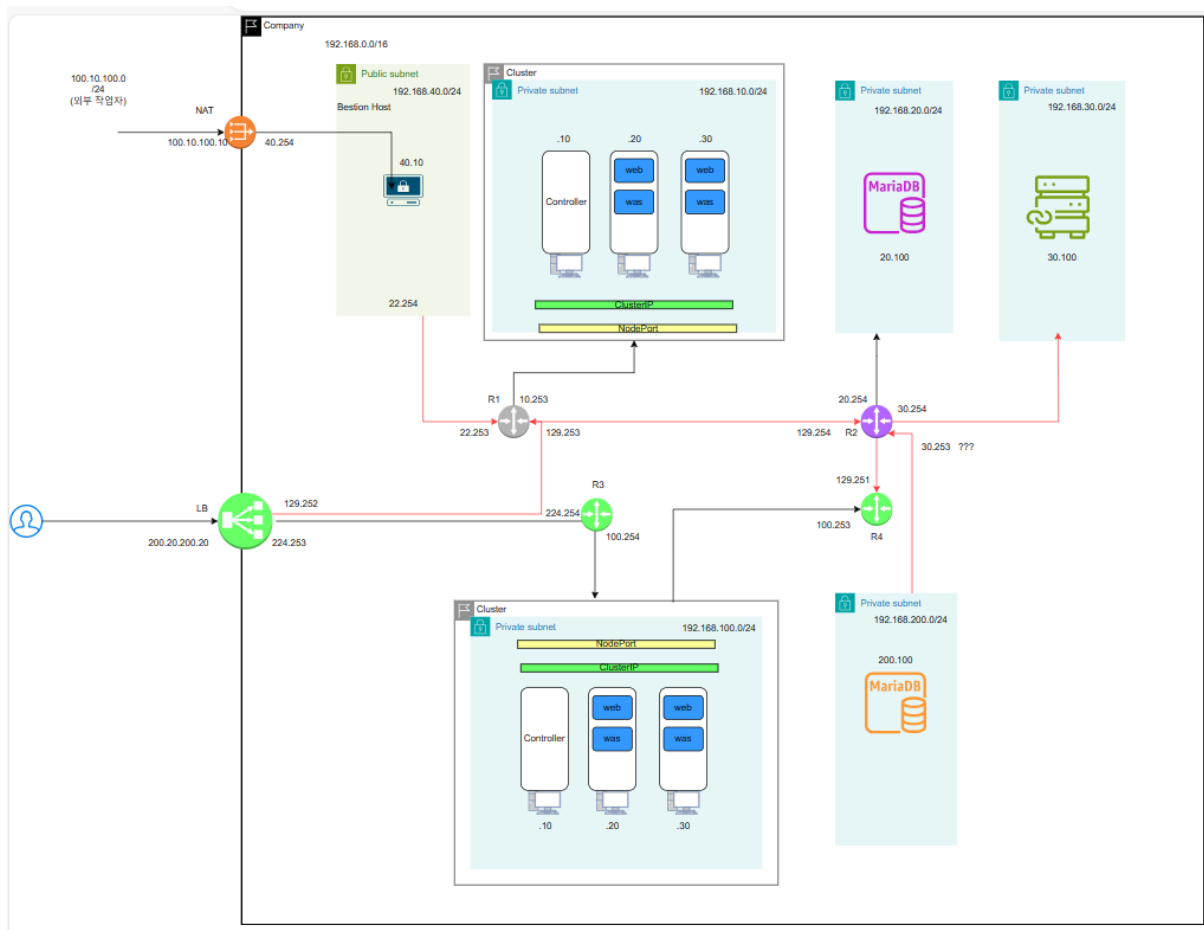 Company
192.168.0.0/16
100.10.100.0
/24
(외부 작업자)
NAT
100.10.100.10
40.254
Public subnet
192.168.40.0/24
Bestion Host
40.10
22.254
Cluster
Private subnet
192.168.10.0/24
.10
.20
.30
Controller
web
was
web
was
ClusterIP
NodePort
Private subnet
192.168.20.0/24
MariaDB
20.100
Private subnet
192.168.30.0/24
30.100
R1
10.253
22.253
129.253
20.254
30.254
129.254
R2
30.253 ???
129.251
100.253
R4
LB
200.20.200.20
129.252
224.253
R3
224.254
100.254
Cluster
Private subnet
192.168.100.0/24
NodePort
ClusterIP
Controller
web
was
web
was
.10
.20
.30
Private subnet
192.168.200.0/24
200.100
MariaDB